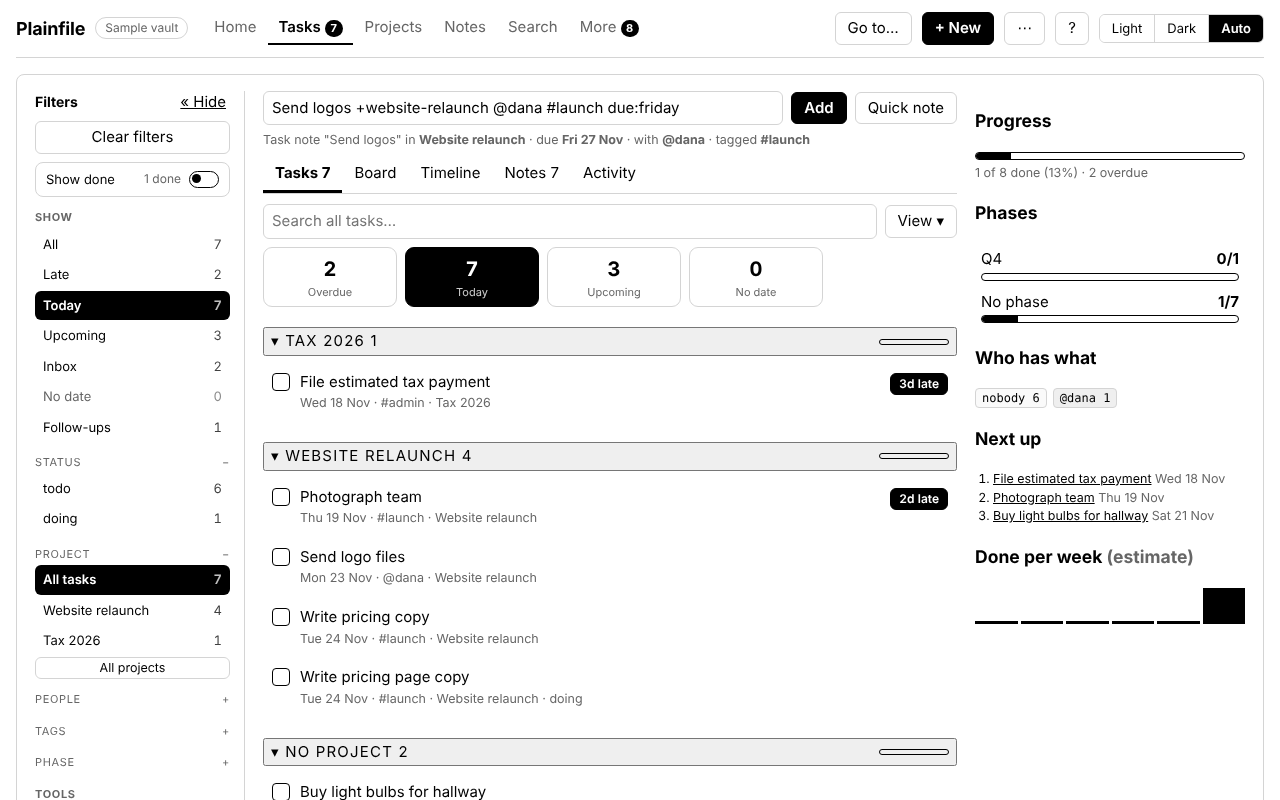 Plainfile Sample vault Home Tasks 7 Projects Notes Search More 8 Go to... + New ⋯ ? Light Dark Auto
Filters « Hide
Clear filters
Show done 1 done
SHOW
All 7
Late 2
Today 7
Upcoming 3
Inbox 2
No date 0
Follow-ups 1
STATUS −
todo 6
doing 1
PROJECT −
All tasks 7
Website relaunch 4
Tax 2026 1
All projects
PEOPLE +
TAGS +
PHASE +
TOOLS
Send logos +website-relaunch @dana #launch due:friday Add Quick note
Task note "Send logos" in Website relaunch · due Fri 27 Nov · with @dana · tagged #launch
Tasks 7 Board Timeline Notes 7 Activity
Search all tasks... View ▾
2 7 3 0
Overdue Today Upcoming No date
▾ TAX 2026 1
File estimated tax payment 3d late
Wed 18 Nov · #admin · Tax 2026
▾ WEBSITE RELAUNCH 4
Photograph team 2d late
Thu 19 Nov · #launch · Website relaunch
Send logo files
Mon 23 Nov · @dana · Website relaunch
Write pricing copy
Tue 24 Nov · #launch · Website relaunch
Write pricing page copy
Tue 24 Nov · #launch · Website relaunch · doing
▾ NO PROJECT 2
Buy light bulbs for hallway
Progress
1 of 8 done (13%) · 2 overdue
Phases
Q4 0/1
No phase 1/7
Who has what
nobody 6 @dana 1
Next up
1. File estimated tax payment Wed 18 Nov
2. Photograph team Thu 19 Nov
3. Buy light bulbs for hallway Sat 21 Nov
Done per week (estimate)